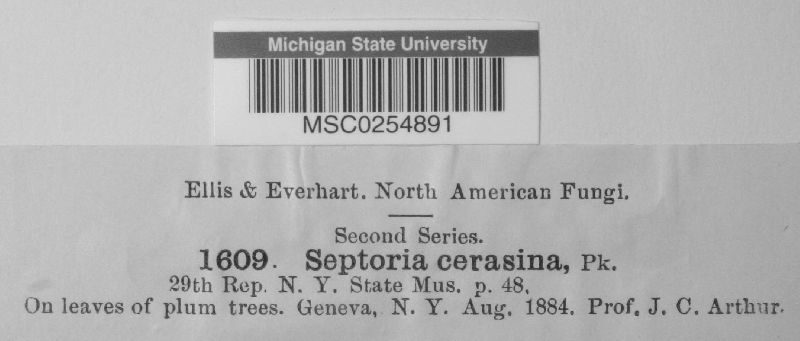 Michigan State University
MSC0254891
Ellis & Everhart. North American Fungi.
Second Series.
1609. Septoria cerasina, Pk.
29th Rep. N. Y. State Mus. p. 48.
On leaves of plum trees. Geneva, N. Y. Aug. 1884. Prof. J. C. Arthur.